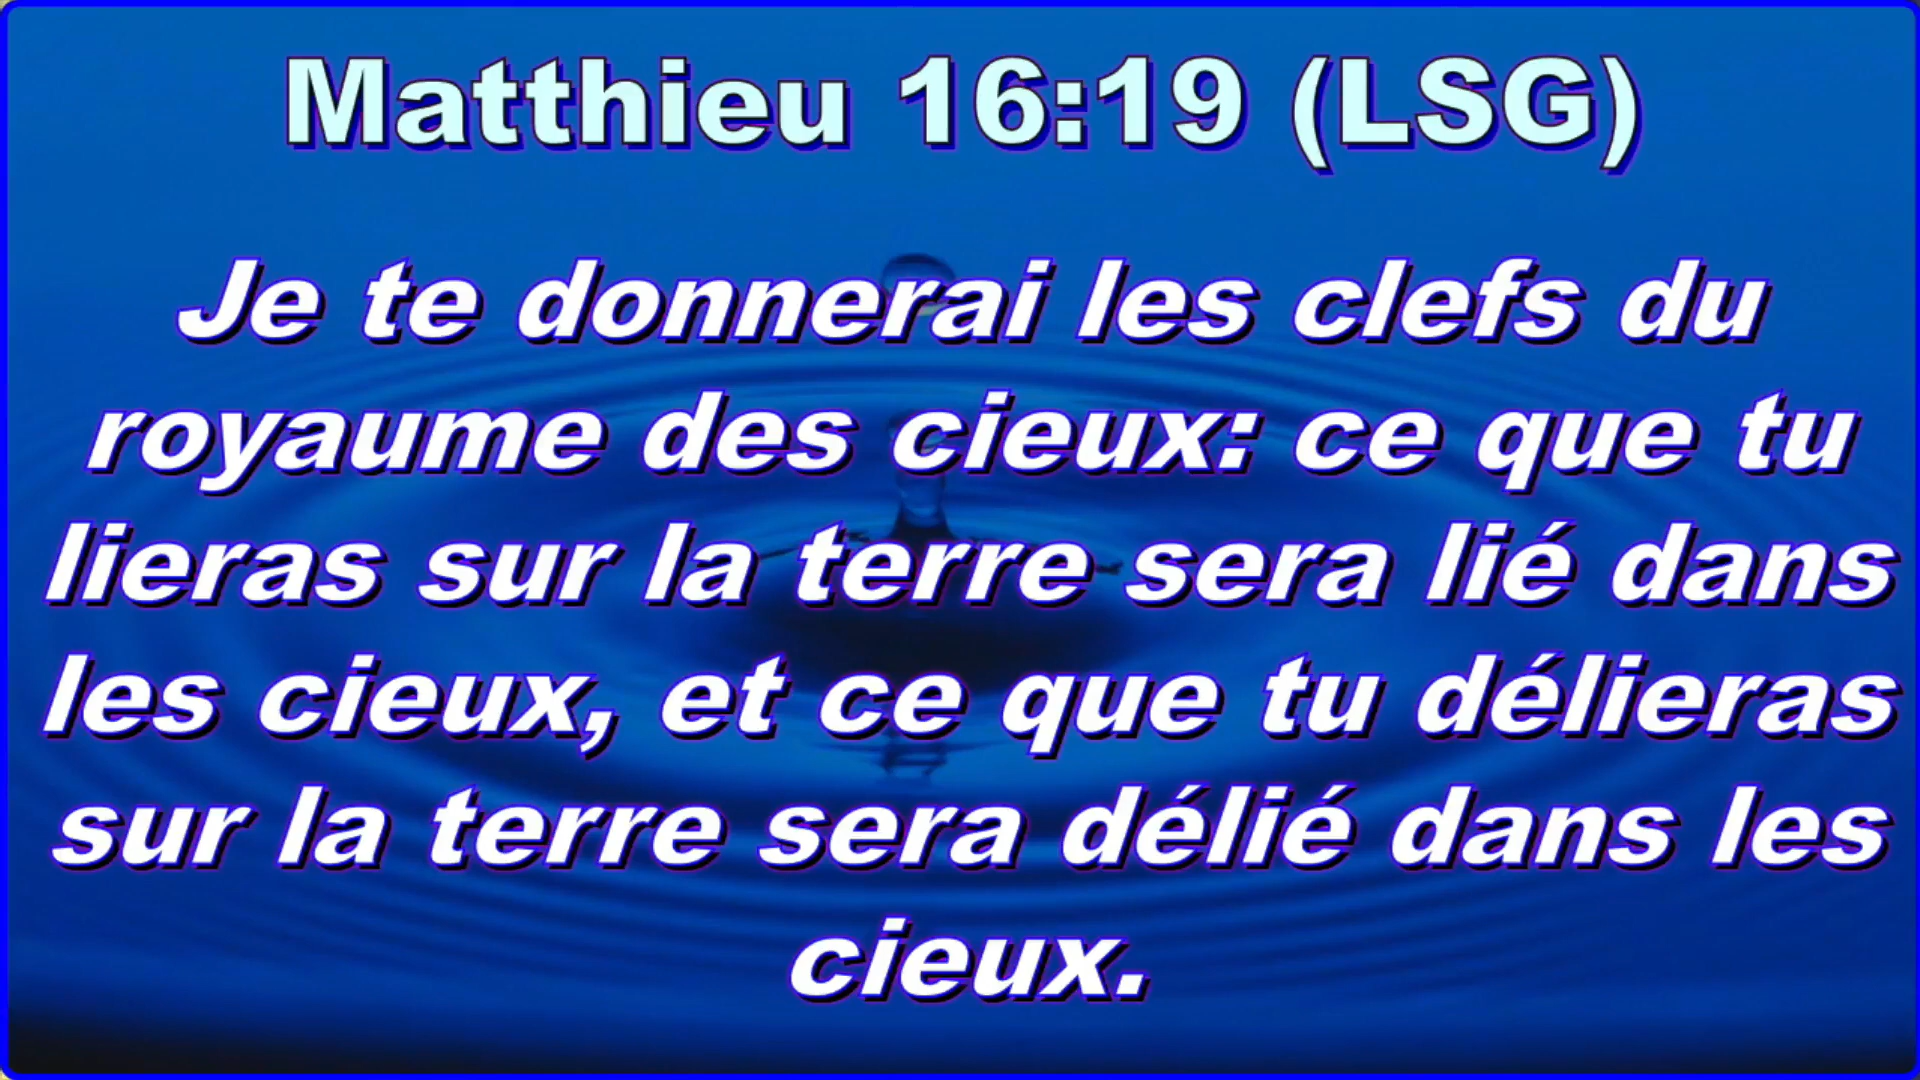 Matthieu 16:19 (LSG)
Je te donnerai les clefs du
royaume des cieux: ce que tu
lieras sur la terre sera lié dans
les cieux, et ce que tu délieras
sur la terre sera délié dans les
cieux.